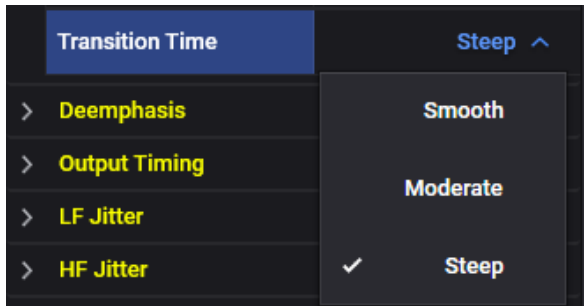 Transition Time Steep
Deemphasis Smooth
Output Timing
Moderate
LF Jitter
HF Jitter Steep